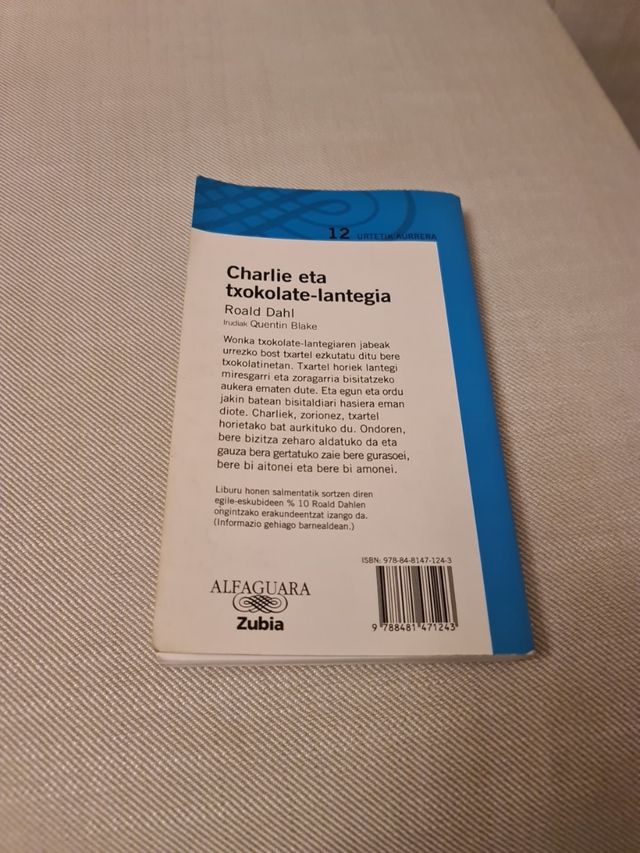 12 URTETIK AURRERA
Charlie eta
txokolate-lantegia
Roald Dahl
Irudiak Quentin Blake
Wonka txokolate-lantegiaren jabeak
urrezko bost txartel ezkutatu ditu bere
txokolatinetan. Txartel horiek lantegi
miresgarri eta zoragarria bisitatzeko
aukera ematen dute. Eta egun eta ordu
jakin batean bisitaldiari hasiera eman
diote. Charliek, zorionez, txartel
horietako bat aurkituko du. Ondoren,
bere bizitza zeharo aldatuko da eta
gauza bera gertatuko zaie bere gurasoei,
bere bi aitonei eta bere bi amonei.
Liburu honen salmentatik sortzen diren
egile-eskubideen % 10 Roald Dahlen
ongintzako erakundeentzat izango da.
(Informazio gehiago barnealdean.)
ISBN: 978-84-8147-124-3
ALFAGUARA
Zubia
9 788481 471243